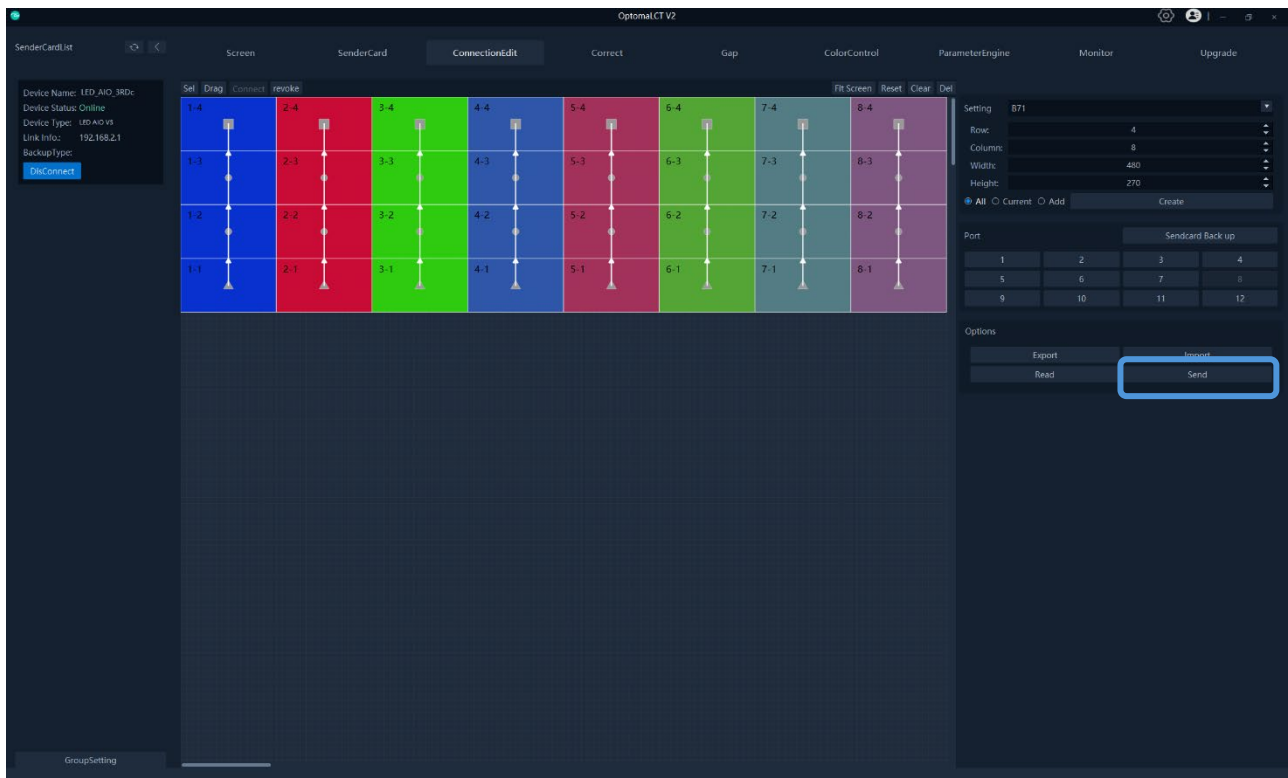 OptomaLCT V2
SenderCardList
Screen SenderCard ConnectionEdit Correct Gap ColorControl ParameterEngine Monitor Upgrade
Device Name: LED_AIO_3RDc
Device Status: Online
Device Type: LED AIO V3
Link Info.: 192.168.2.1
BackupType:
DisConnect
Sel Drag Connect revoke Fit Screen Reset Clear Del
1-4 2-4 3-4 4-4 5-4 6-4 7-4 8-4
1-3 2-3 3-3 4-3 5-3 6-3 7-3 8-3
1-2 2-2 3-2 4-2 5-2 6-2 7-2 8-2
1-1 2-1 3-1 4-1 5-1 6-1 7-1 8-1
Setting B71
Row: 4
Column: 8
Width: 480
Height: 270
All Current Add Create
Port Sendcard Back up
1 2 3 4
5 6 7 8
9 10 11 12
Options
Export Import
Read Send
GroupSetting